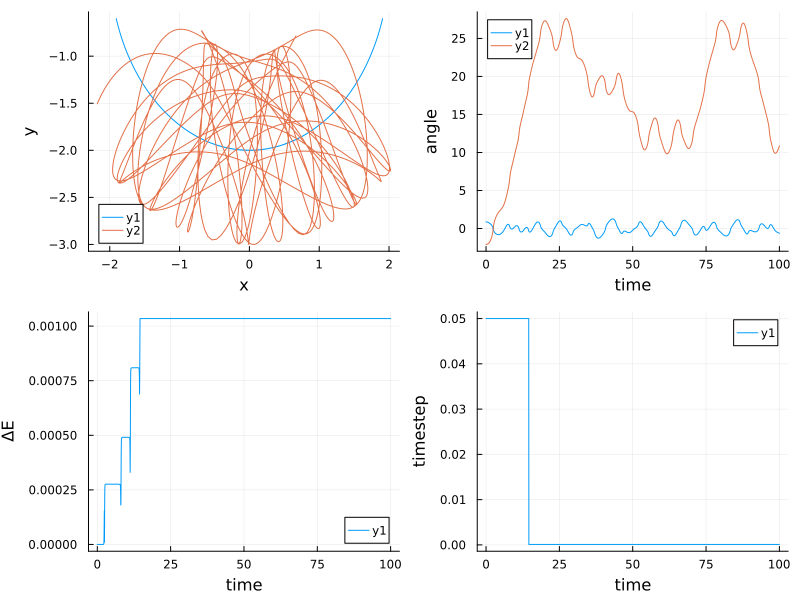 −1.0
−1.5
−2.0
−2.5
−3.0
y
y1
y2
−2 −1 0 1 2
x
25
20
15
10
5
0
angle
y1
y2
0 25 50 75 100
time
0.00100
0.00075
0.00050
0.00025
0.00000
ΔE
y1
0 25 50 75 100
time
0.05
0.04
0.03
0.02
0.01
0.00
timestep
y1
0 25 50 75 100
time